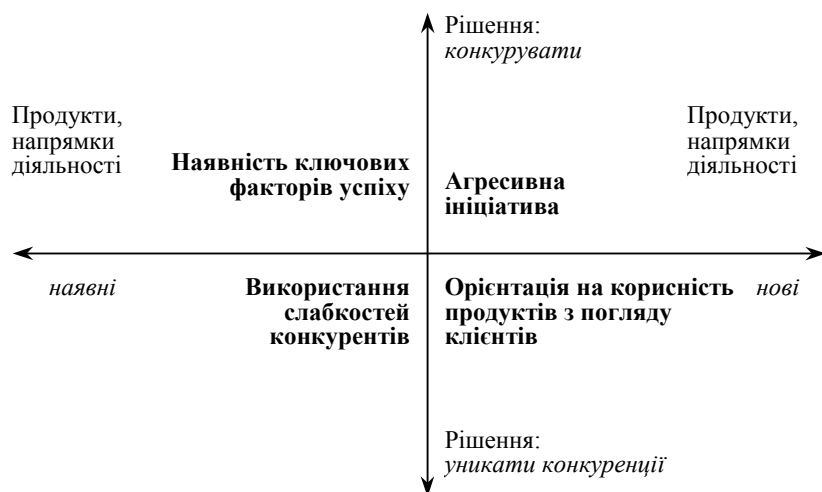 Рішення:
конкурувати
Продукти,
напрямки
діяльності
Продукти,
напрямки
діяльності
Наявність ключових
факторів успіху
Агресивна
ініціатива
наявні
Використання
слабкостей
конкурентів
Орієнтація на корисність
продуктів з погляду
клієнтів
нові
Рішення:
уникати конкуренції